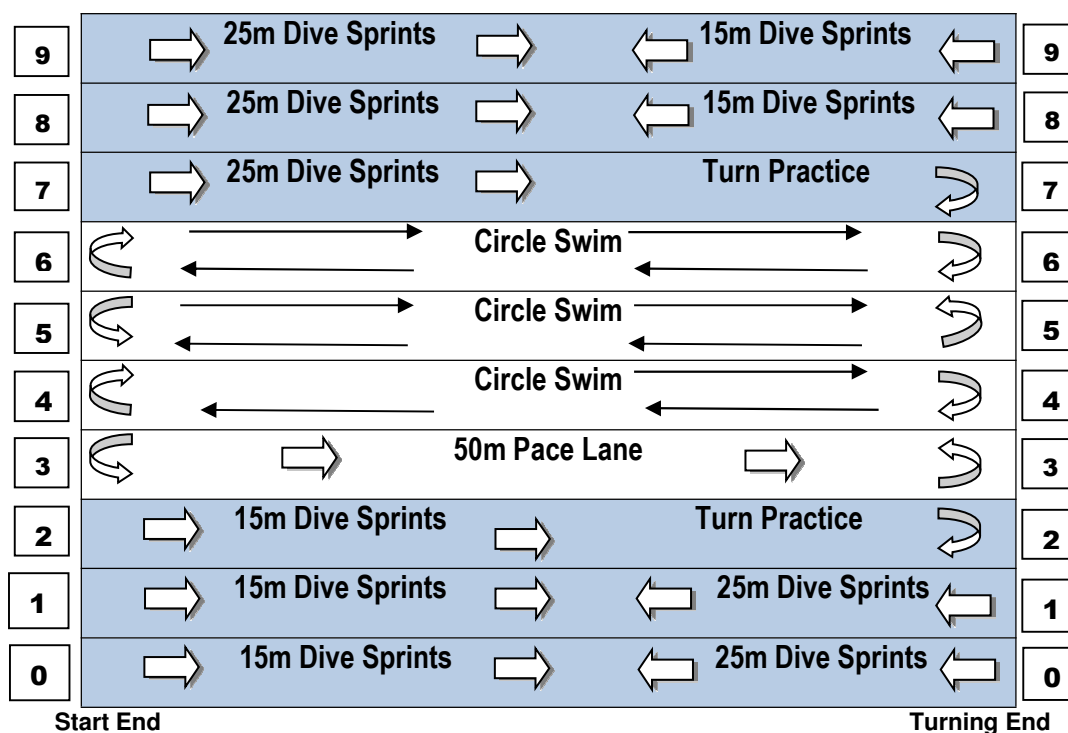 9 25m Dive Sprints 15m Dive Sprints 9
8 25m Dive Sprints 15m Dive Sprints 8
7 25m Dive Sprints Turn Practice 7
6 Circle Swim 6
5 Circle Swim 5
4 Circle Swim 4
3 50m Pace Lane 3
2 15m Dive Sprints Turn Practice 2
1 15m Dive Sprints 25m Dive Sprints 1
0 15m Dive Sprints 25m Dive Sprints 0
Start End Turning End